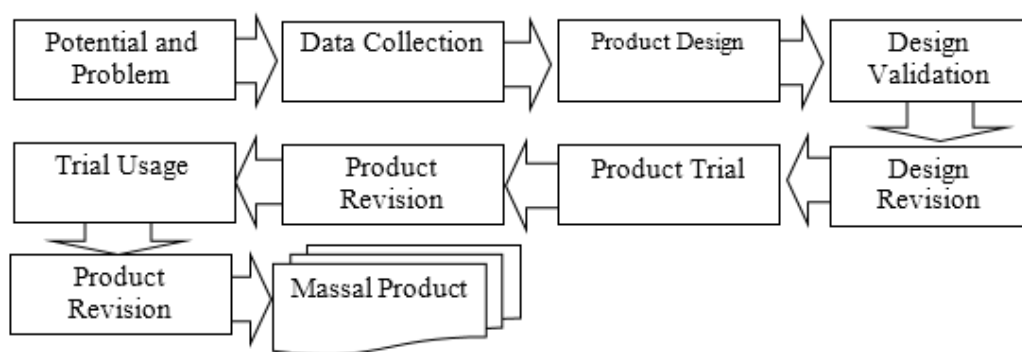 Potential and
Problem
Data Collection
Product Design
Design
Validation
Design
Revision
Product Trial
Product
Revision
Trial Usage
Product
Revision
Massal Product